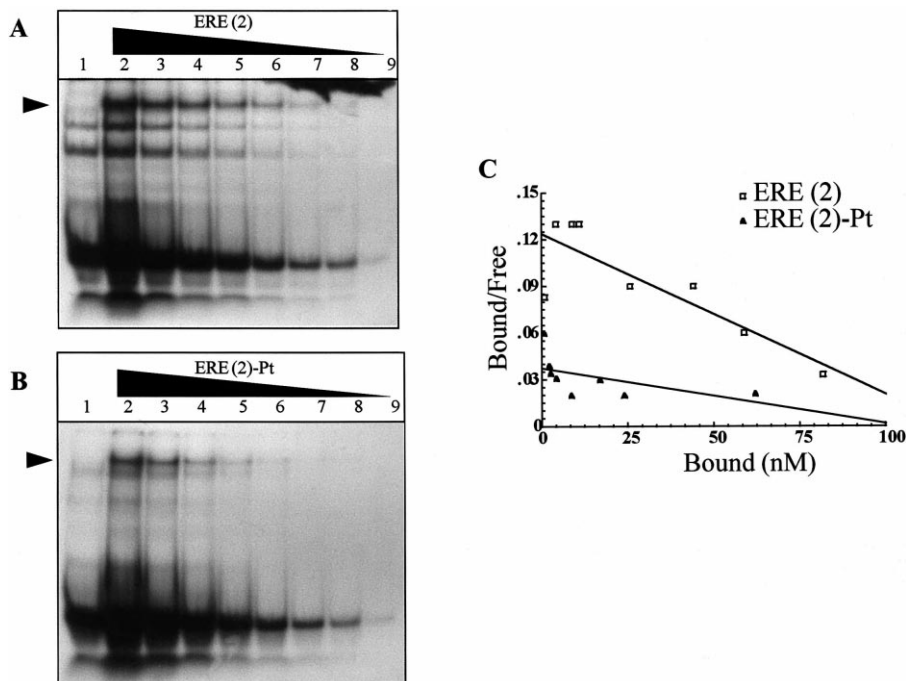 A
ERE (2)
1 2 3 4 5 6 7 8 9
B
ERE (2)-Pt
1 2 3 4 5 6 7 8 9
C
ERE (2)
ERE (2)-Pt
Bound/Free
.15
.12
.09
.06
.03
0
0 25 50 75 100
Bound (nM)